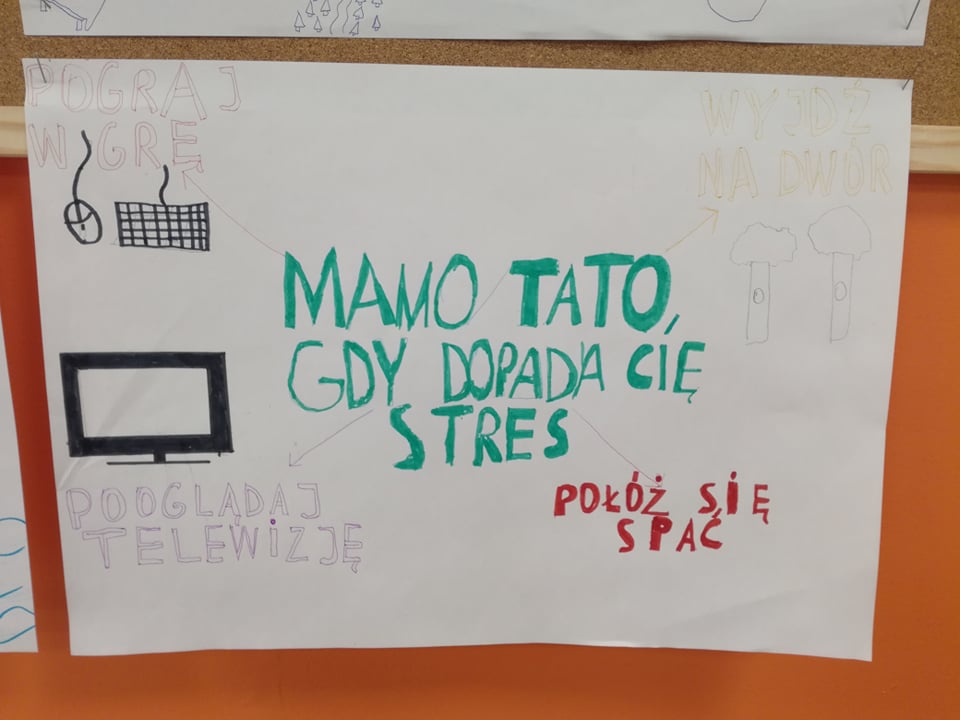 POGRAJ
W GRĘ
WYJDŹ
NA DWÓR
MAMO TATO,
GDY DOPADA CIĘ
STRES
POOGLĄDAJ
TELEWIZJĘ
POŁÓŻ SIĘ
SPAĆ